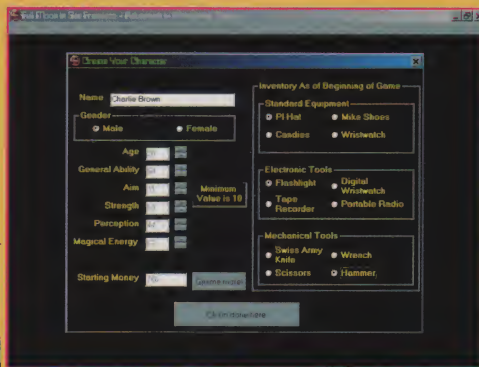 Create Your Character
Name Charlie Brown
Gender
Male Female
Age
General Ability
Aim
Strength
Perception
Magical Energy
Minimum
Value is 10
Starting Money
Inventory As of Beginning of Game
Standard Equipment
PI Hat Mike Shoes
Candies Wristwatch
Electronic Tools
Flashlight Digital
Wristwatch
Tape
Recorder Portable Radio
Mechanical Tools
Swiss Army
Knife Wrench
Scissors Hammer